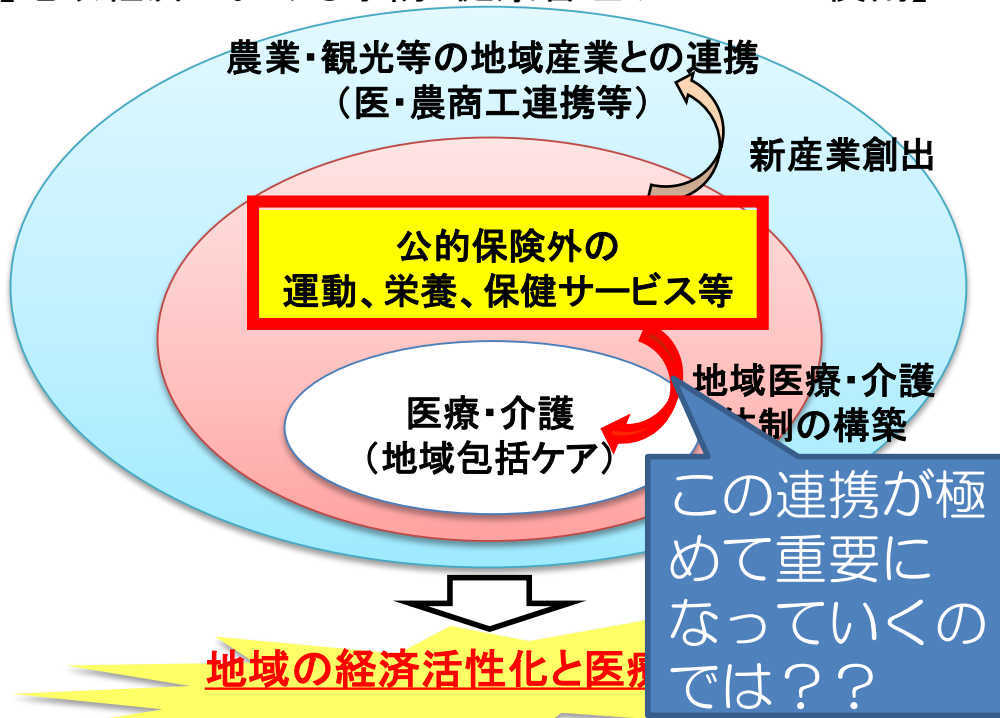 農業・観光等の地域産業との連携
（医・農商工連携等）
新産業創出
公的保険外の
運動、栄養、保健サービス等
地域医療・介護
制の構築
医療・介護
（地域包括ケア）
この連携が極
めて重要に
なっていくの
では？？
地域の経済活性化と医